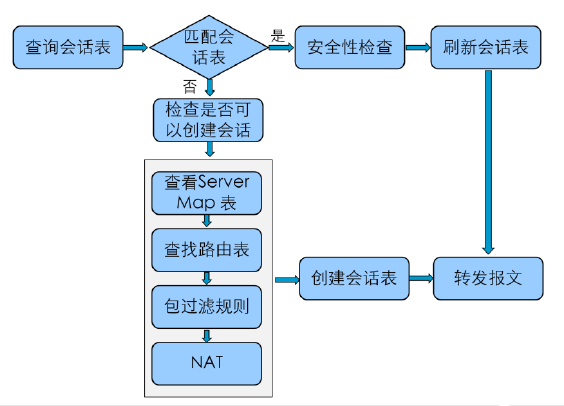 查询会话表
匹配会
话表
是
安全性检查
刷新会话表
否
检查是否可
以创建会话
查看Server
Map 表
查找路由表
包过滤规则
NAT
创建会话表
转发报文